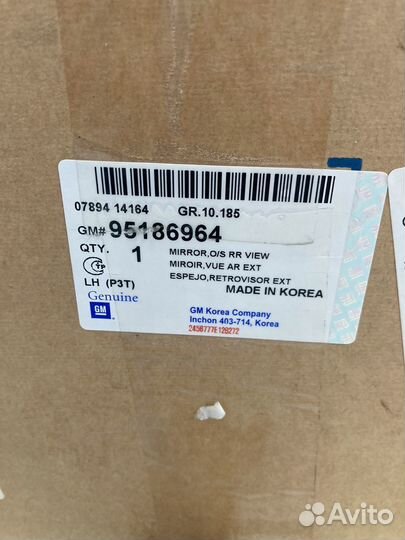 07894 14164 GR.10.185
GM# 95186964
QTY. 1 MIRROR,O/S RR VIEW
MIROIR,VUE AR EXT
ESPEJO,RETROVISOR EXT
LH (P3T) MADE IN KOREA
Genuine
GM
GM Korea Company
Inchon 403-714, Korea
2456777E12B272
Avito